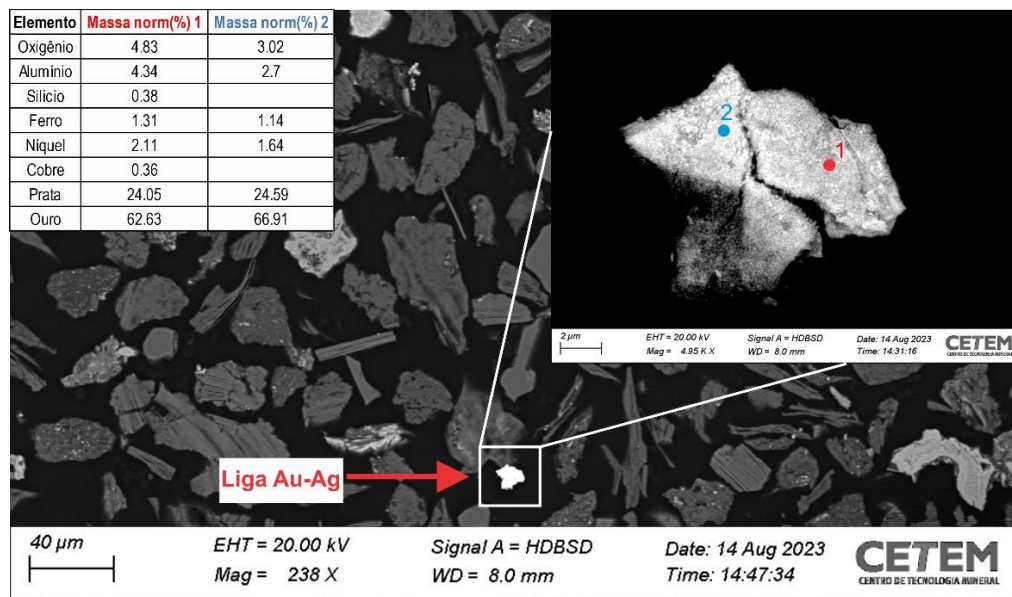 Elemento Massa norm(%) 1 Massa norm(%) 2
Oxigênio 4.83 3.02
Alumínio 4.34 2.7
Silicio 0.38
Ferro 1.31 1.14
Níquel 2.11 1.64
Cobre 0.36
Prata 24.05 24.59
Ouro 62.63 66.91
2
1
2 µm
EHT = 20.00 kV Signal A = HDBSD Date: 14 Aug 2023
Mag = 4.95 K X WD = 8.0 mm Time: 14:31:16
CETEM
CENTRO DE TECNOLOGIA MINERAL
Liga Au-Ag
40 µm
EHT = 20.00 kV Signal A = HDBSD Date: 14 Aug 2023
Mag = 238 X WD = 8.0 mm Time: 14:47:34
CETEM
CENTRO DE TECNOLOGIA MINERAL